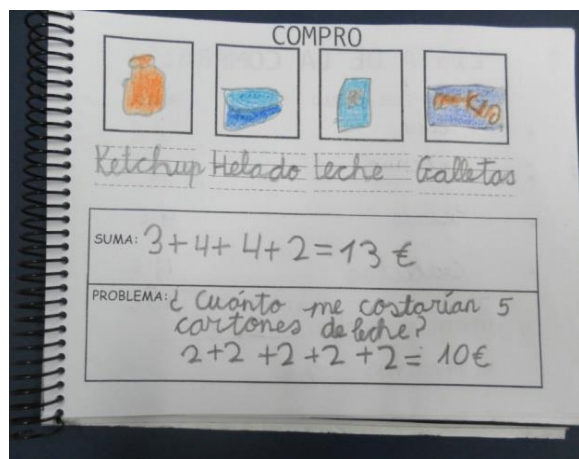 COMPRO
Ketchup Helado leche Galletas
SUMA: 3+4+4+2=13 €
PROBLEMA: ¿ Cuánto me costarían 5
cartones de leche?
2+2 +2+2+2= 10€